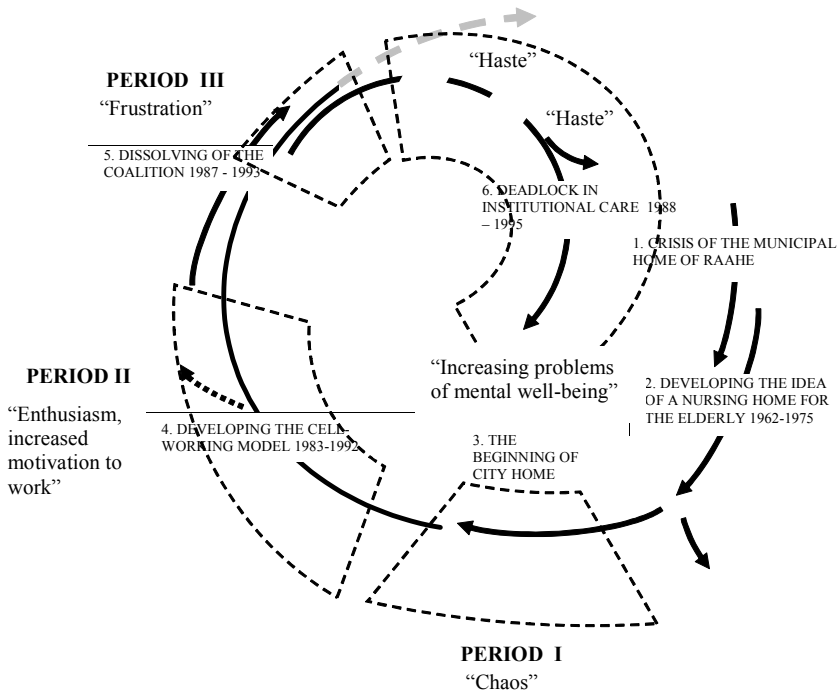 “Haste”
PERIOD III
“Frustration”
“Haste”
5. DISSOLVING OF THE
COALITION 1987 - 1993
6. DEADLOCK IN
INSTITUTIONAL CARE 1988
– 1995
1. CRISIS OF THE MUNICIPAL
HOME OF RAAHE
“Increasing problems
of mental well-being”
PERIOD II
2. DEVELOPING THE IDEA
OF A NURSING HOME FOR
THE ELDERLY 1962-1975
“Enthusiasm,
increased
motivation to
work”
4. DEVELOPING THE CELL-
WORKING MODEL 1983-1992
3. THE
BEGINNING OF
CITY HOME
PERIOD I
“Chaos”